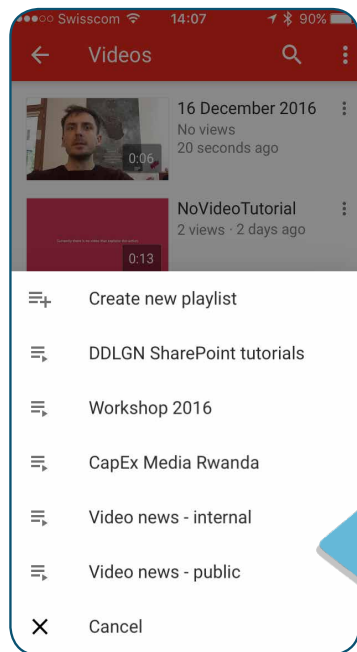 Swisscom 14:07 90%
Videos
16 December 2016
No views
20 seconds ago
0:06
NoVideoTutorial
2 views · 2 days ago
0:13
Create new playlist
DDLGN SharePoint tutorials
Workshop 2016
CapEx Media Rwanda
Video news - internal
Video news - public
Cancel